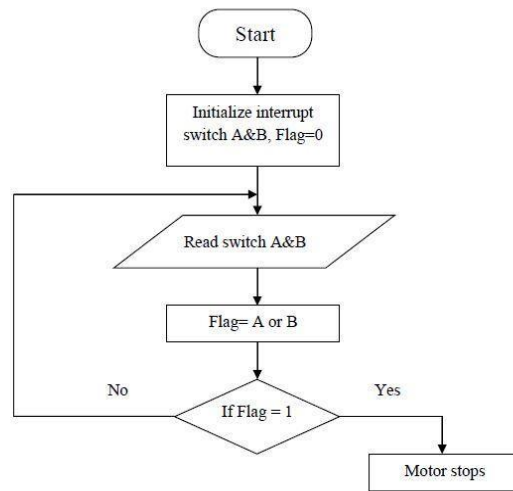 Start
Initialize interrupt
switch A&B, Flag=0
Read switch A&B
Flag= A or B
No
Yes
If Flag = 1
Motor stops